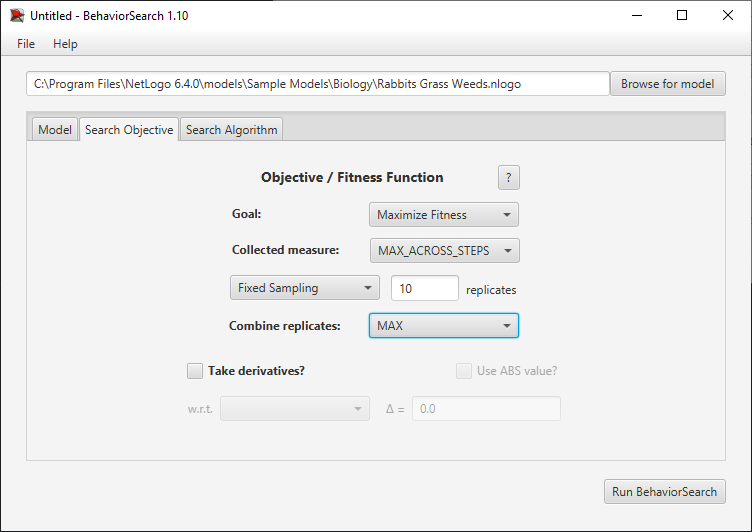 Untitled - BehaviorSearch 1.10
File Help
C:\Program Files\NetLogo 6.4.0\models\Sample Models\Biology\Rabbits Grass Weeds.nlogo Browse for model
Model Search Objective Search Algorithm
Objective / Fitness Function ?
Goal: Maximize Fitness
Collected measure: MAX_ACROSS_STEPS
Fixed Sampling 10 replicates
Combine replicates: MAX
Take derivatives? Use ABS value?
w.r.t. Δ = 0.0
Run BehaviorSearch